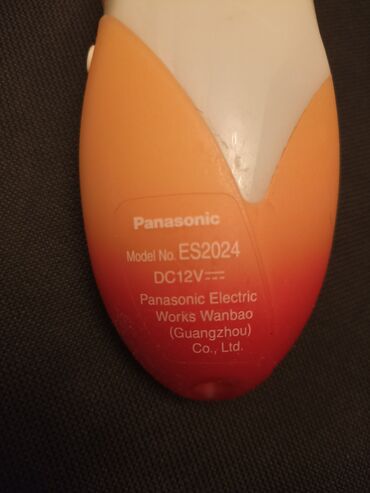 Panasonic
Model No. ES2024
DC12V⎓
Panasonic Electric
Works Wanbao
(Guangzhou)
Co., Ltd.